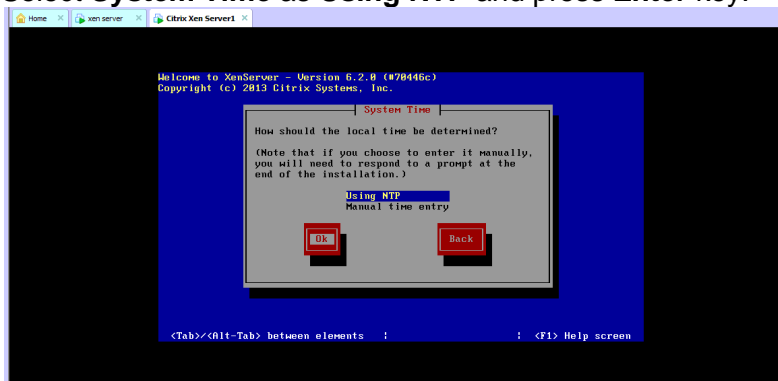 Select System Time as Using NTP and press Enter key.
Home × xen server × Citrix Xen Server1 ×
Welcome to XenServer - Version 6.2.0 (#70446c)
Copyright (c) 2013 Citrix Systems, Inc.
System Time
How should the local time be determined?
(Note that if you choose to enter it manually,
you will need to respond to a prompt at the
end of the installation.)
Using NTP
Manual time entry
Ok Back
<Tab>/<Alt-Tab> between elements | | <F1> Help screen